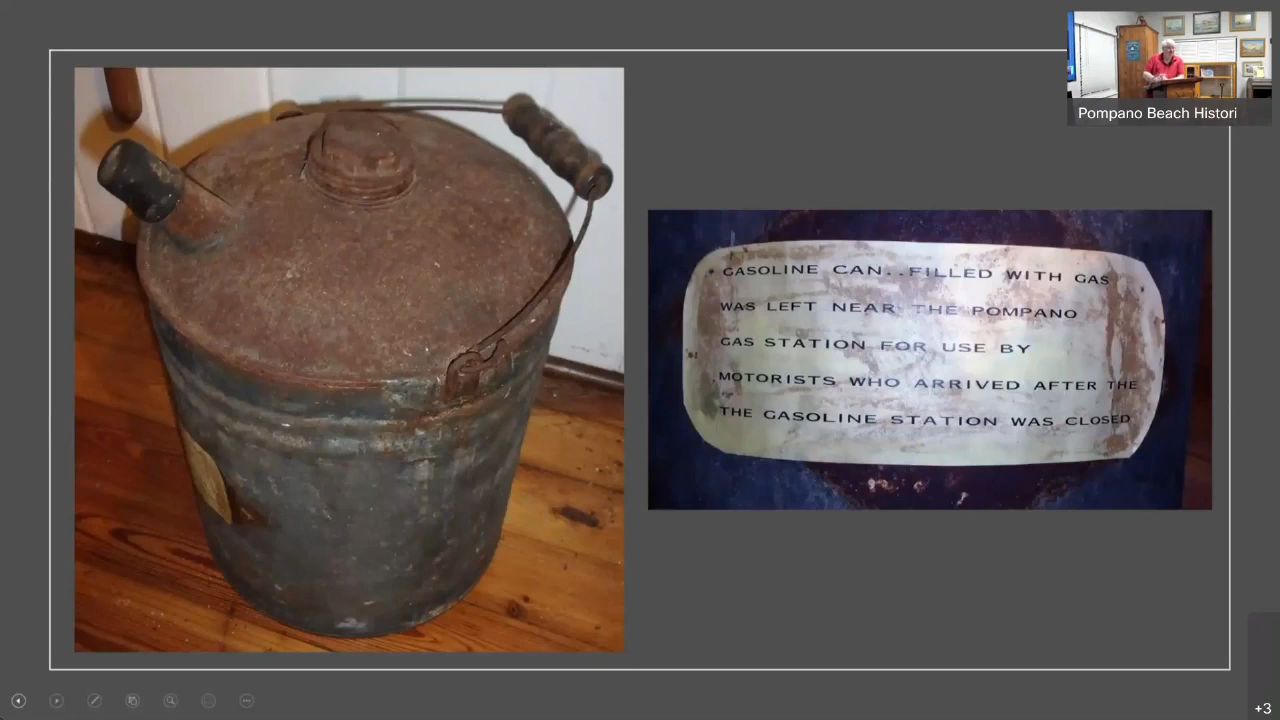 Pompano Beach Histori
GASOLINE CAN..FILLED WITH GAS
WAS LEFT NEAR THE POMPANO
GAS STATION FOR USE BY
MOTORISTS WHO ARRIVED AFTER THE
THE GASOLINE STATION WAS CLOSED
+3